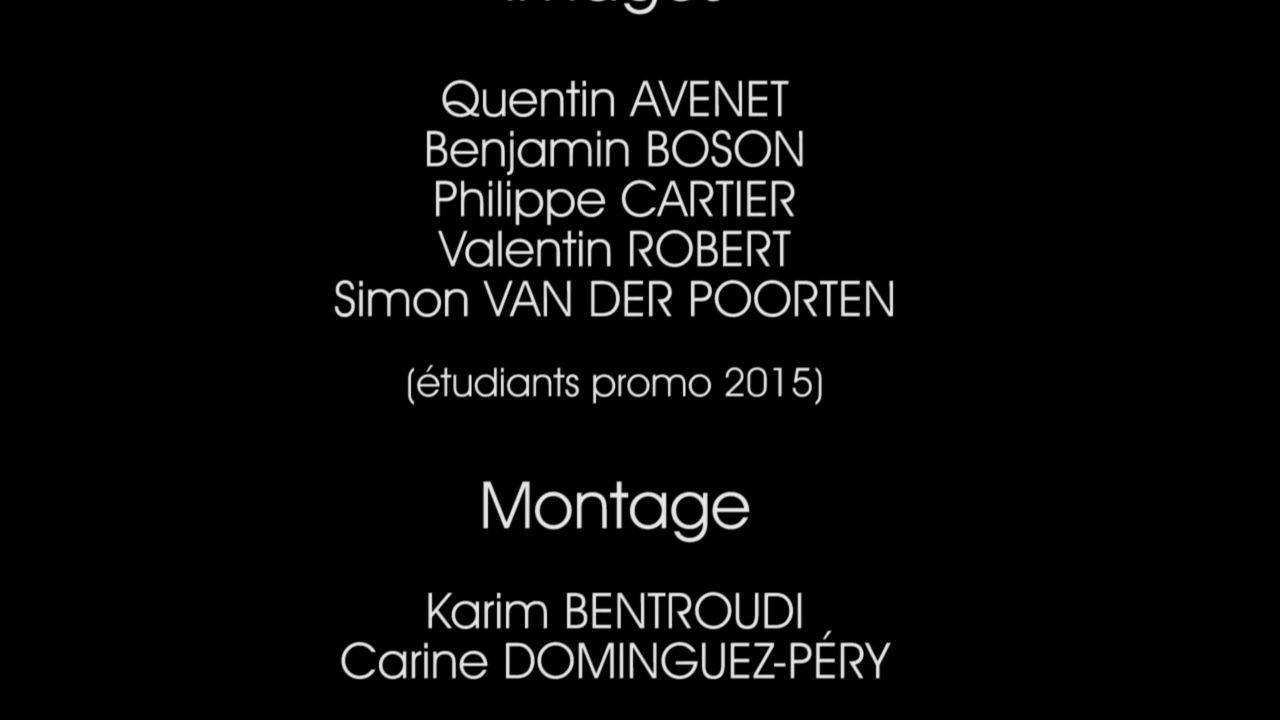 Images
Quentin AVENET
Benjamin BOSON
Philippe CARTIER
Valentin ROBERT
Simon VAN DER POORTEN
(étudiants promo 2015)
Montage
Karim BENTROUDI
Carine DOMINGUEZ-PÉRY